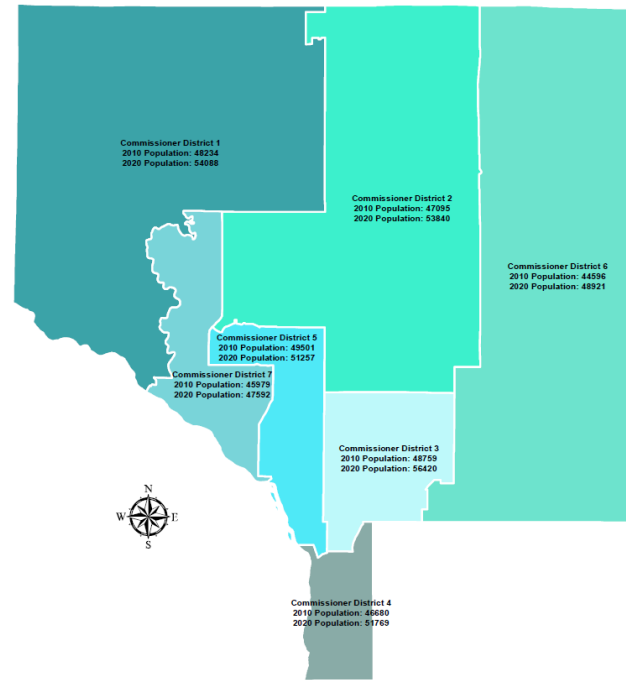 Commissioner District 1
2010 Population: 48234
2020 Population: 54088
Commissioner District 2
2010 Population: 47095
2020 Population: 53840
Commissioner District 6
2010 Population: 44596
2020 Population: 48921
Commissioner District 5
2010 Population: 49501
2020 Population: 51257
Commissioner District 7
2010 Population: 45979
2020 Population: 47592
Commissioner District 3
2010 Population: 48759
2020 Population: 56420
N
W E
S
Commissioner District 4
2010 Population: 46680
2020 Population: 51769